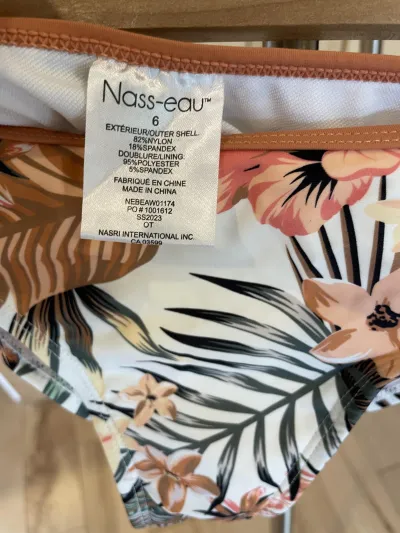 Nass-eau™
6
EXTÉRIEUR/OUTER SHELL.
82%NYLON
18%SPANDEX
DOUBLURE/LINING.
95%POLYESTER
5%SPANDEX
FABRIQUÉ EN CHINE
MADE IN CHINA
NEBEAW01174
PO # 1001612
SS2023
OT
NASRI INTERNATIONAL INC.
CA 03599